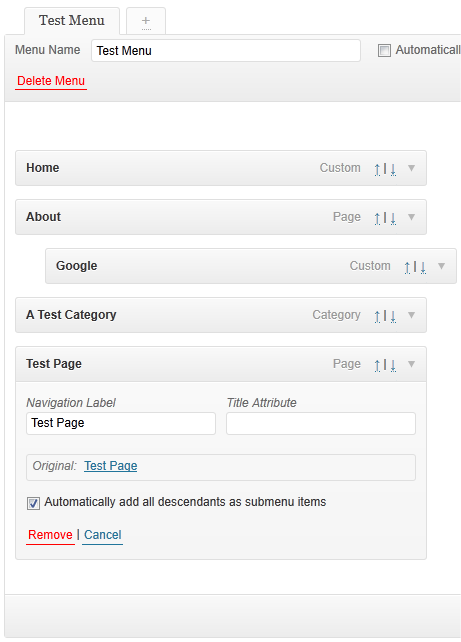 Test Menu +
Menu Name Test Menu Automaticall
Delete Menu
Home Custom ↑ | ↓
About Page ↑ | ↓
Google Custom ↑ | ↓
A Test Category Category ↑ | ↓
Test Page Page ↑ | ↓
Navigation Label Title Attribute
Test Page
Original: Test Page
Automatically add all descendants as submenu items
Remove | Cancel